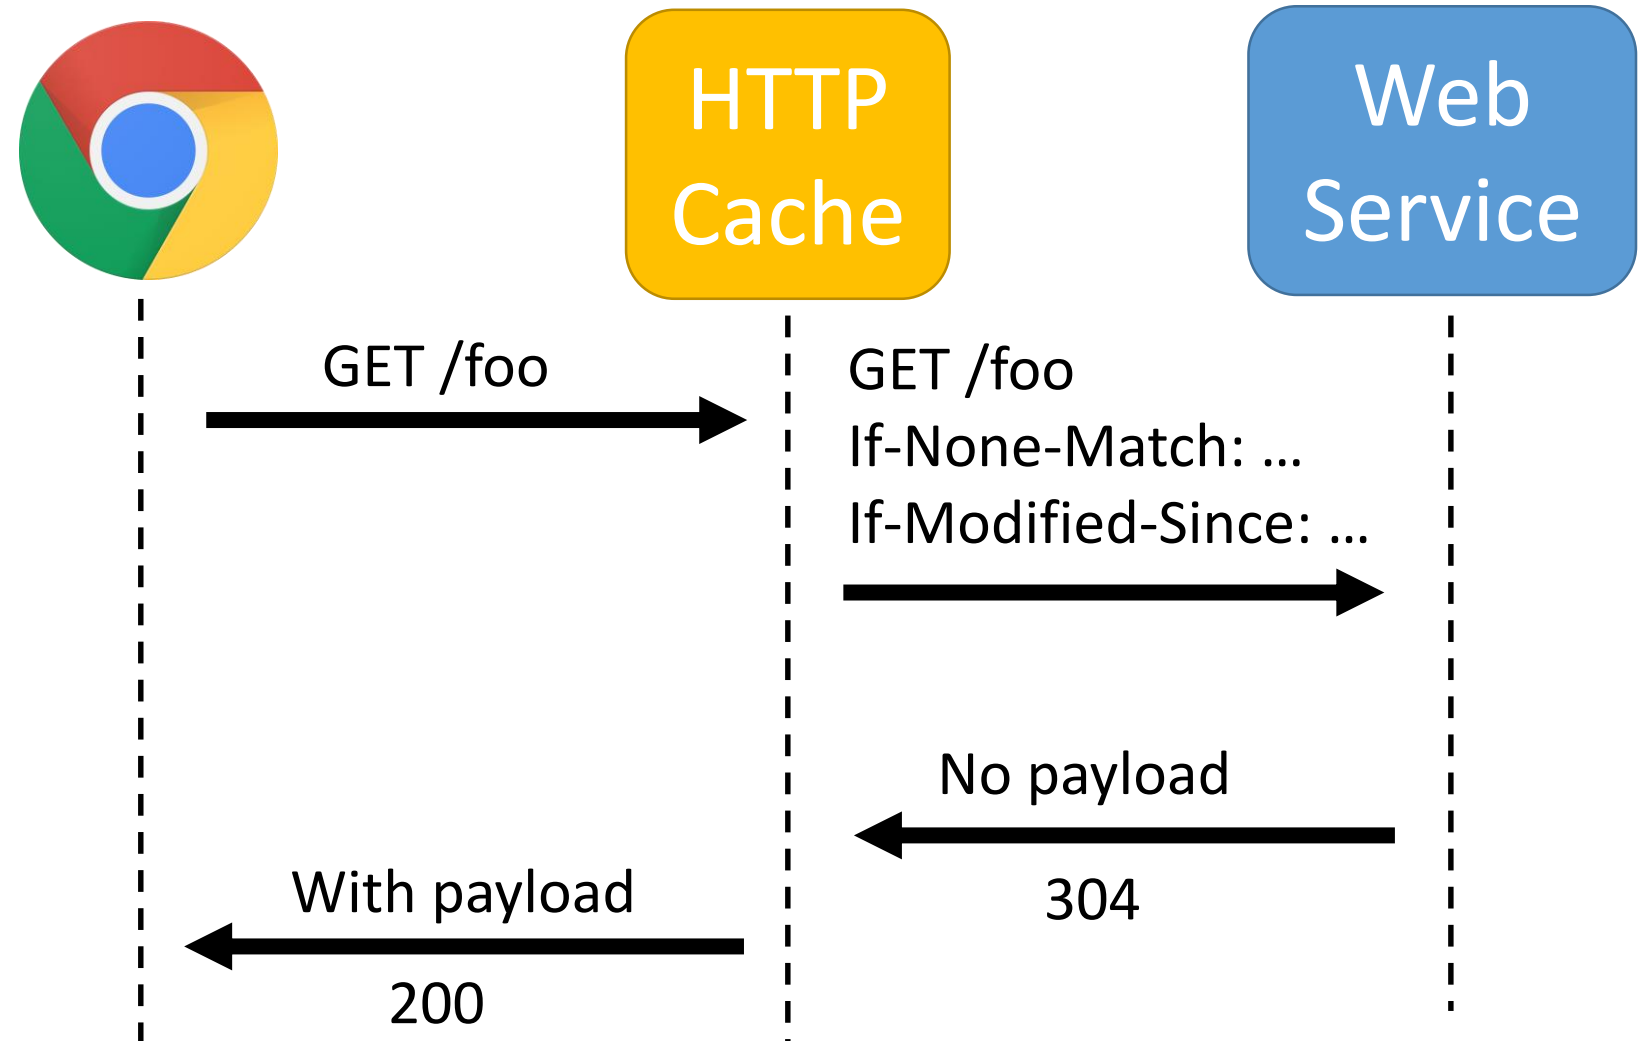 HTTP
Cache
Web
Service
GET /foo
GET /foo
If-None-Match: …
If-Modified-Since: …
No payload
304
With payload
200